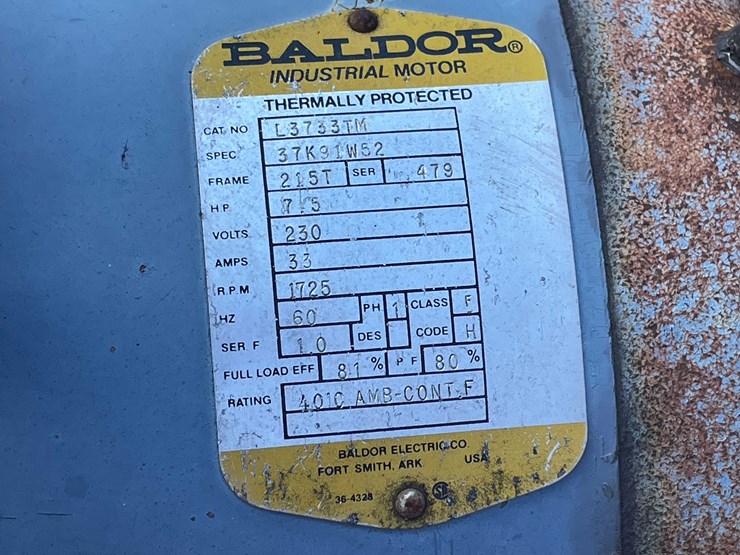 BALDOR®
INDUSTRIAL MOTOR
THERMALLY PROTECTED
CAT. NO L3733TM
SPEC. 37K91W52
FRAME 215T SER 479
H.P. 7.5
VOLTS 230
AMPS 33
R.P.M 1725
HZ 60 PH 1 CLASS F
SER. F 1.0 DES CODE H
FULL LOAD EFF 81 % P F 80 %
RATING 40 C AMB-CONT F
BALDOR ELECTRIC CO.
FORT SMITH, ARK USA
36-4328 SA